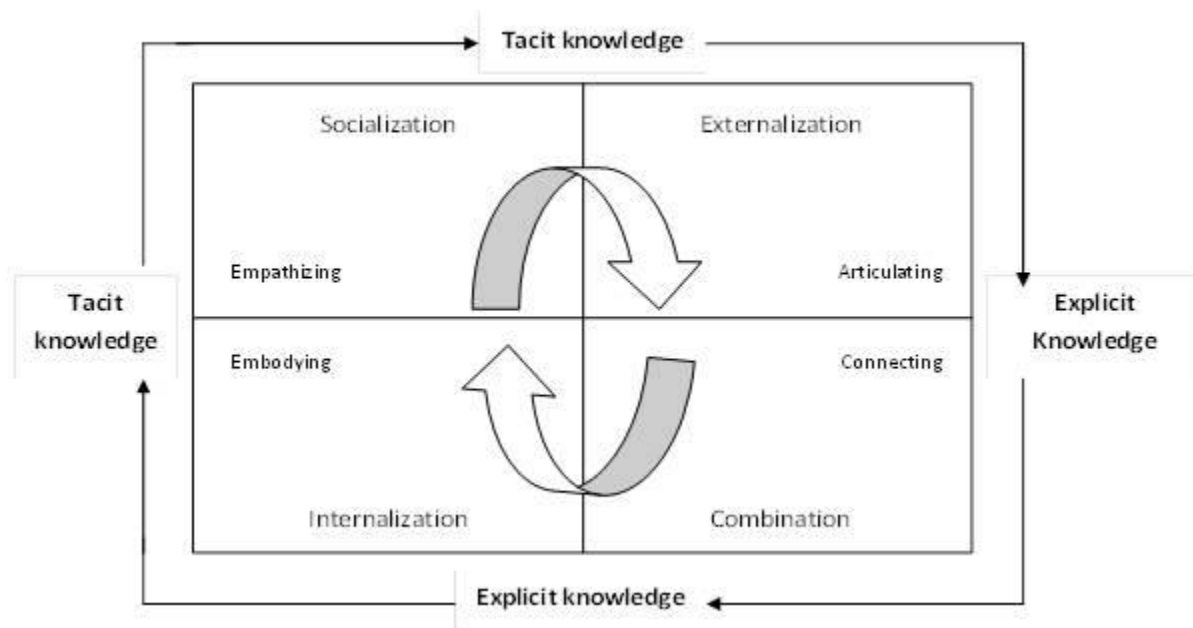 Tacit knowledge
Socialization
Externalization
Empathizing
Articulating
Tacit
knowledge
Explicit
Knowledge
Embodying
Connecting
Internalization
Combination
Explicit knowledge